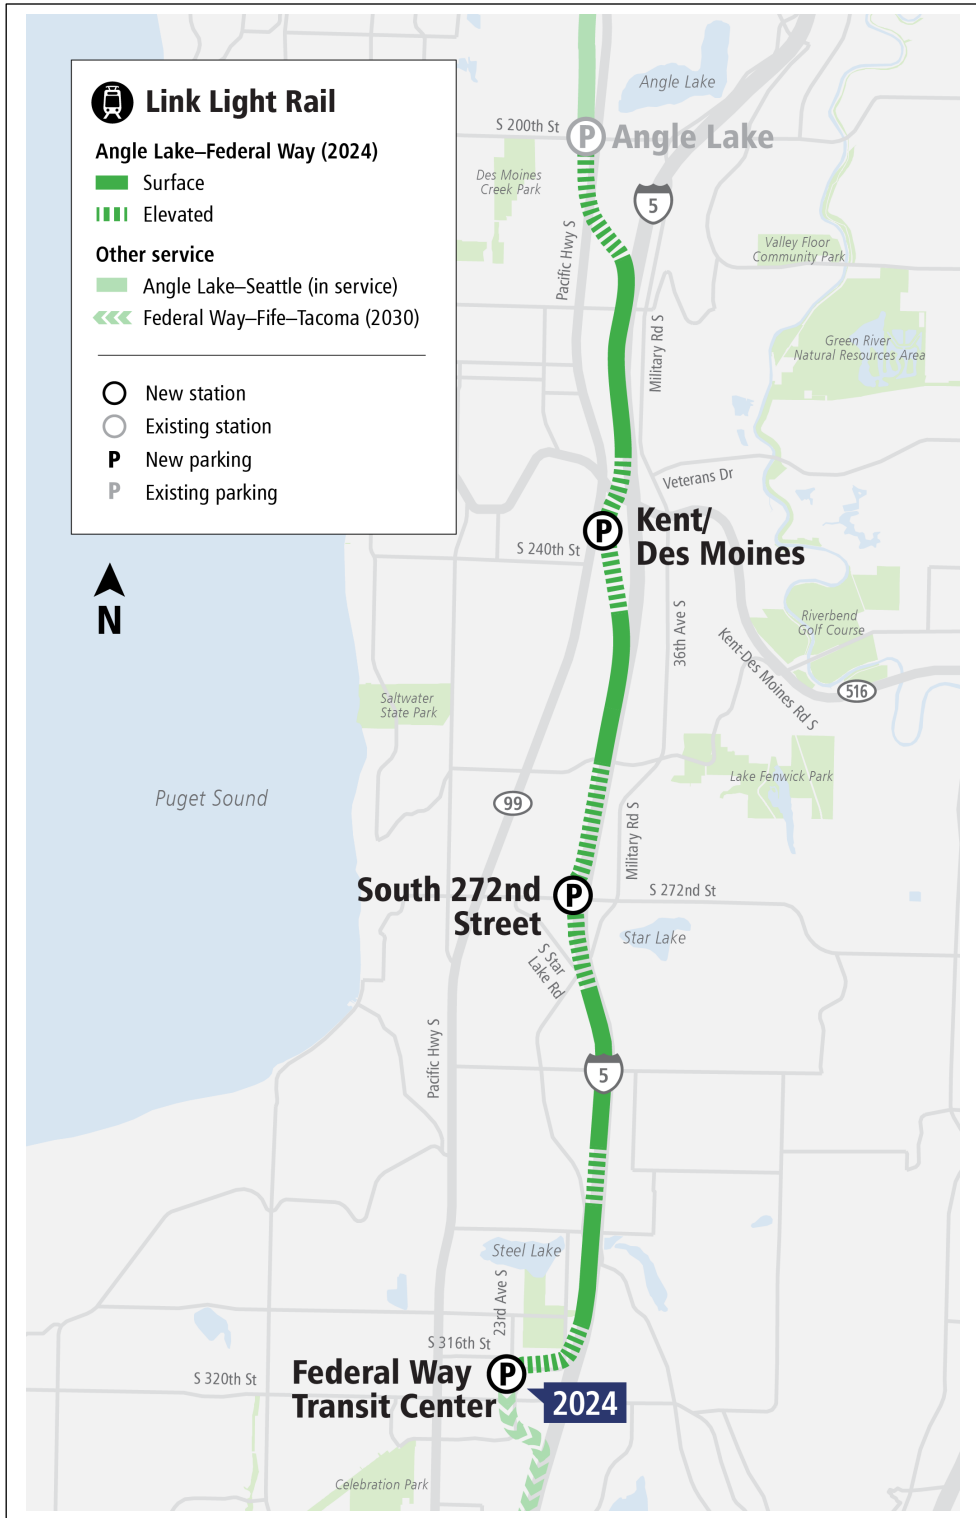 Link Light Rail
Angle Lake–Federal Way (2024)
Surface
Elevated
Other service
Angle Lake–Seattle (in service)
Federal Way–Fife–Tacoma (2030)
New station
Existing station
P New parking
P Existing parking
N
Angle Lake
S 200th St
P Angle Lake
Des Moines
Creek Park
5
Pacific Hwy S
Valley Floor
Community Park
Military Rd S
Green River
Natural Resources Area
Veterans Dr
P Kent/
Des Moines
S 240th St
36th Ave S
Riverbend
Golf Course
Kent-Des Moines Rd S
516
Saltwater
State Park
Puget Sound
Lake Fenwick Park
99
Military Rd S
South 272nd
Street
P
S 272nd St
Star Lake
S Star
Lake Rd
Pacific Hwy S
5
Steel Lake
23rd Ave S
S 316th St
S 320th St
Federal Way
Transit Center
P
2024
Celebration Park